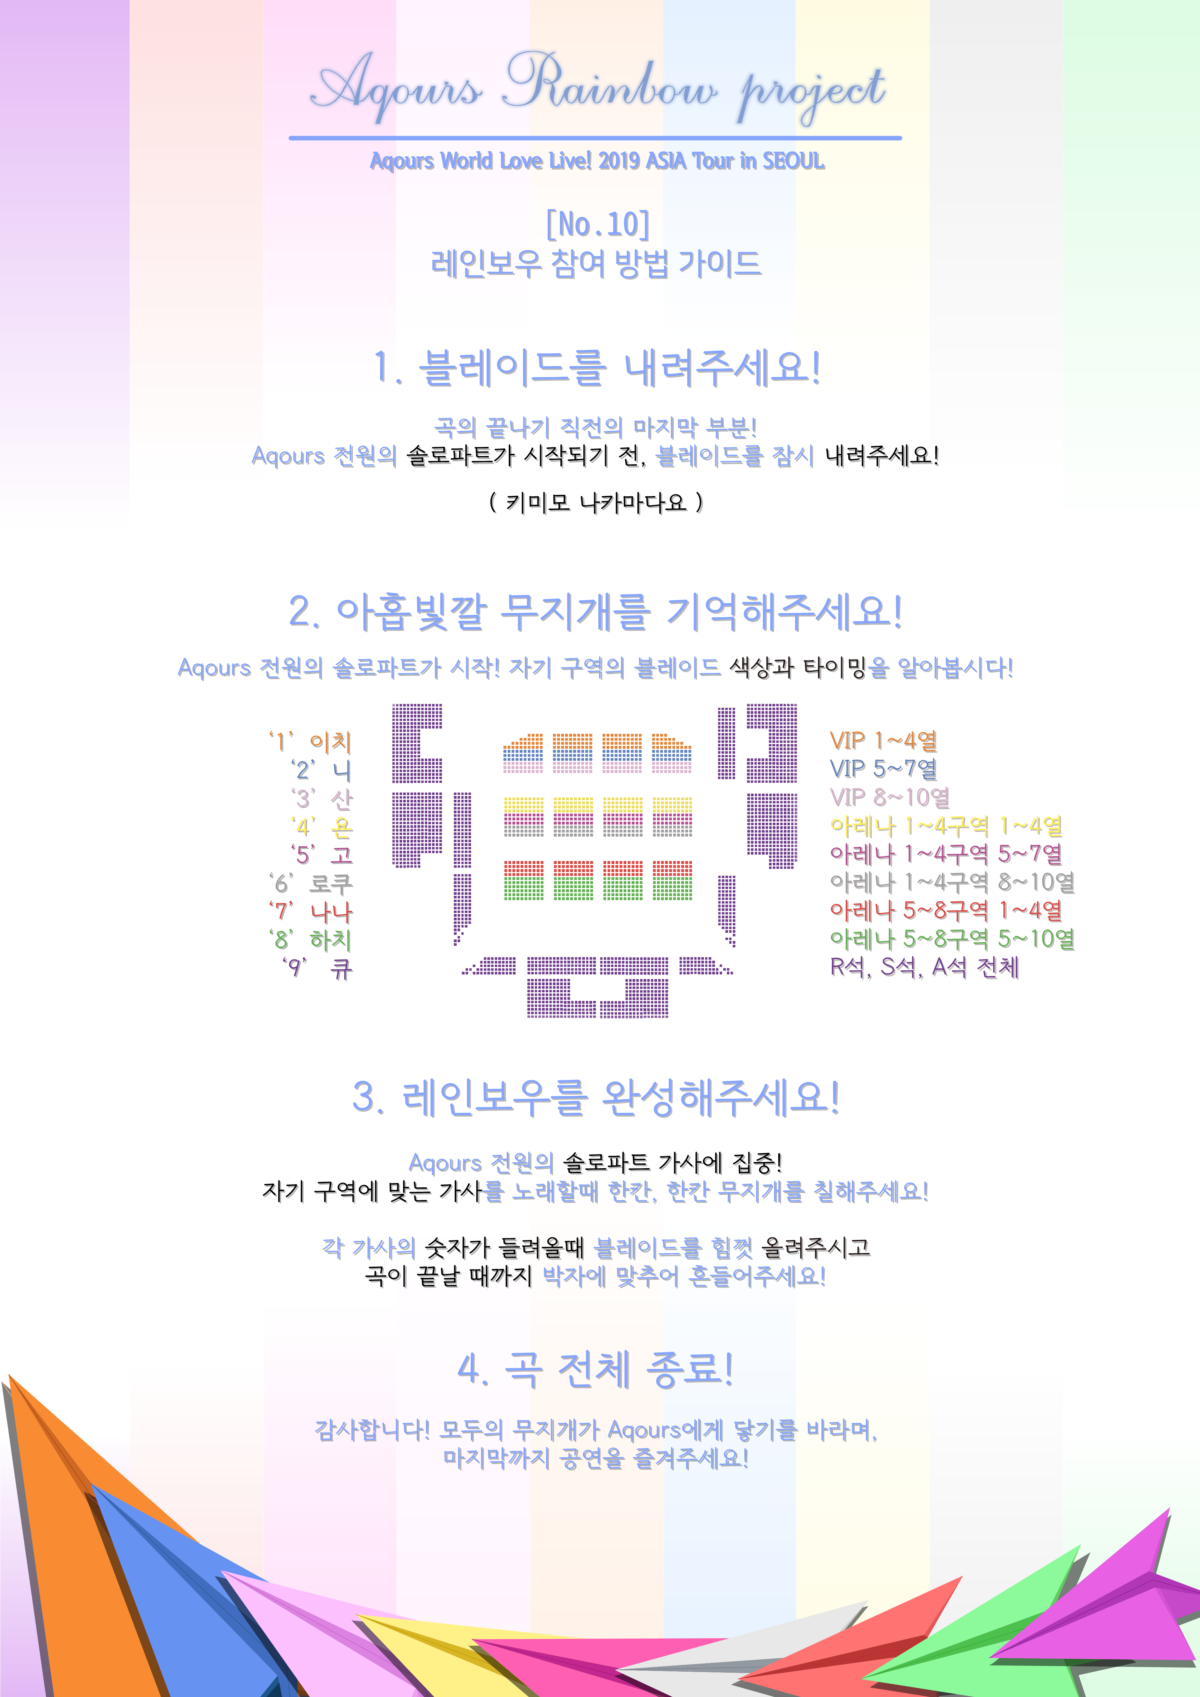 Aqours Rainbow project
Aqours World Love Live! 2019 ASIA Tour in SEOUL
[No.10]
레인보우 참여 방법 가이드
1. 블레이드를 내려주세요!
곡의 끝나기 직전의 마지막 부분!
Aqours 전원의 솔로파트가 시작되기 전, 블레이드를 잠시 내려주세요!
( 키미모 나카마다요 )
2. 아홉빛깔 무지개를 기억해주세요!
Aqours 전원의 솔로파트가 시작! 자기 구역의 블레이드 색상과 타이밍을 알아봅시다!
‘1’ 이치
‘2’ 니
‘3’ 산
‘4’ 욘
‘5’ 고
‘6’ 로쿠
‘7’ 나나
‘8’ 하치
‘9’ 큐
VIP 1~4열
VIP 5~7열
VIP 8~10열
아레나 1~4구역 1~4열
아레나 1~4구역 5~7열
아레나 1~4구역 8~10열
아레나 5~8구역 1~4열
아레나 5~8구역 5~10열
R석, S석, A석 전체
3. 레인보우를 완성해주세요!
Aqours 전원의 솔로파트 가사에 집중!
자기 구역에 맞는 가사를 노래할때 한칸, 한칸 무지개를 칠해주세요!
각 가사의 숫자가 들려올때 블레이드를 힘껏 올려주시고
곡이 끝날 때까지 박자에 맞추어 흔들어주세요!
4. 곡 전체 종료!
감사합니다! 모두의 무지개가 Aqours에게 닿기를 바라며,
마지막까지 공연을 즐겨주세요!